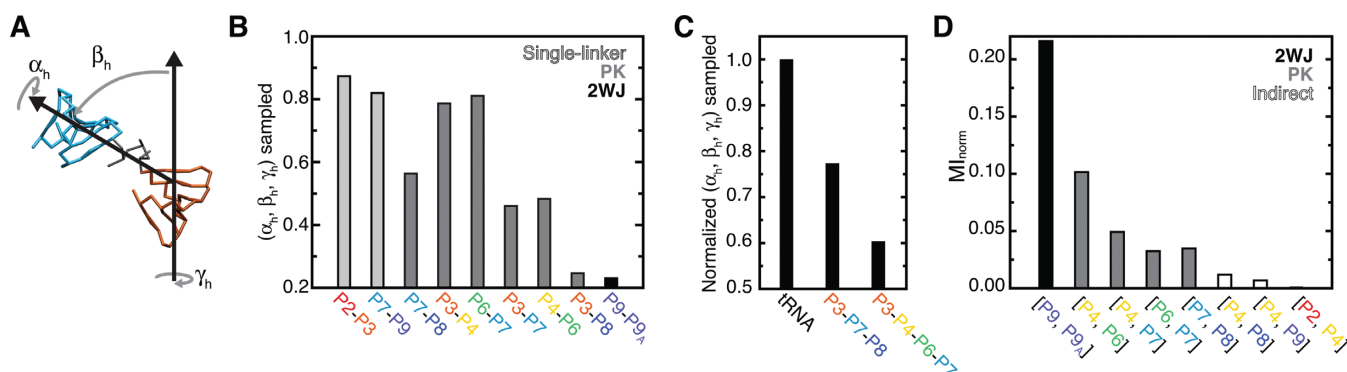 A
αh
βh
γh
B
(αh, βh, γh) sampled
1.0
0.8
0.6
0.4
0.2
Single-linker
PK
2WJ
P2-P3
P7-P9
P7-P8
P3-P4
P6-P7
P3-P7
P4-P6
P3-P8
P9-P9A
C
Normalized (αh, βh, γh) sampled
1.0
0.9
0.8
0.7
0.6
0.5
tRNA
P3-P7-P8
P3-P4-P6-P7
D
MInorm
0.20
0.15
0.10
0.05
0.00
2WJ
PK
Indirect
[P9, P9A]
[P4, P6]
[P4, P7]
[P6, P7]
[P7, P8]
[P4, P8]
[P4, P9]
[P2, P4]